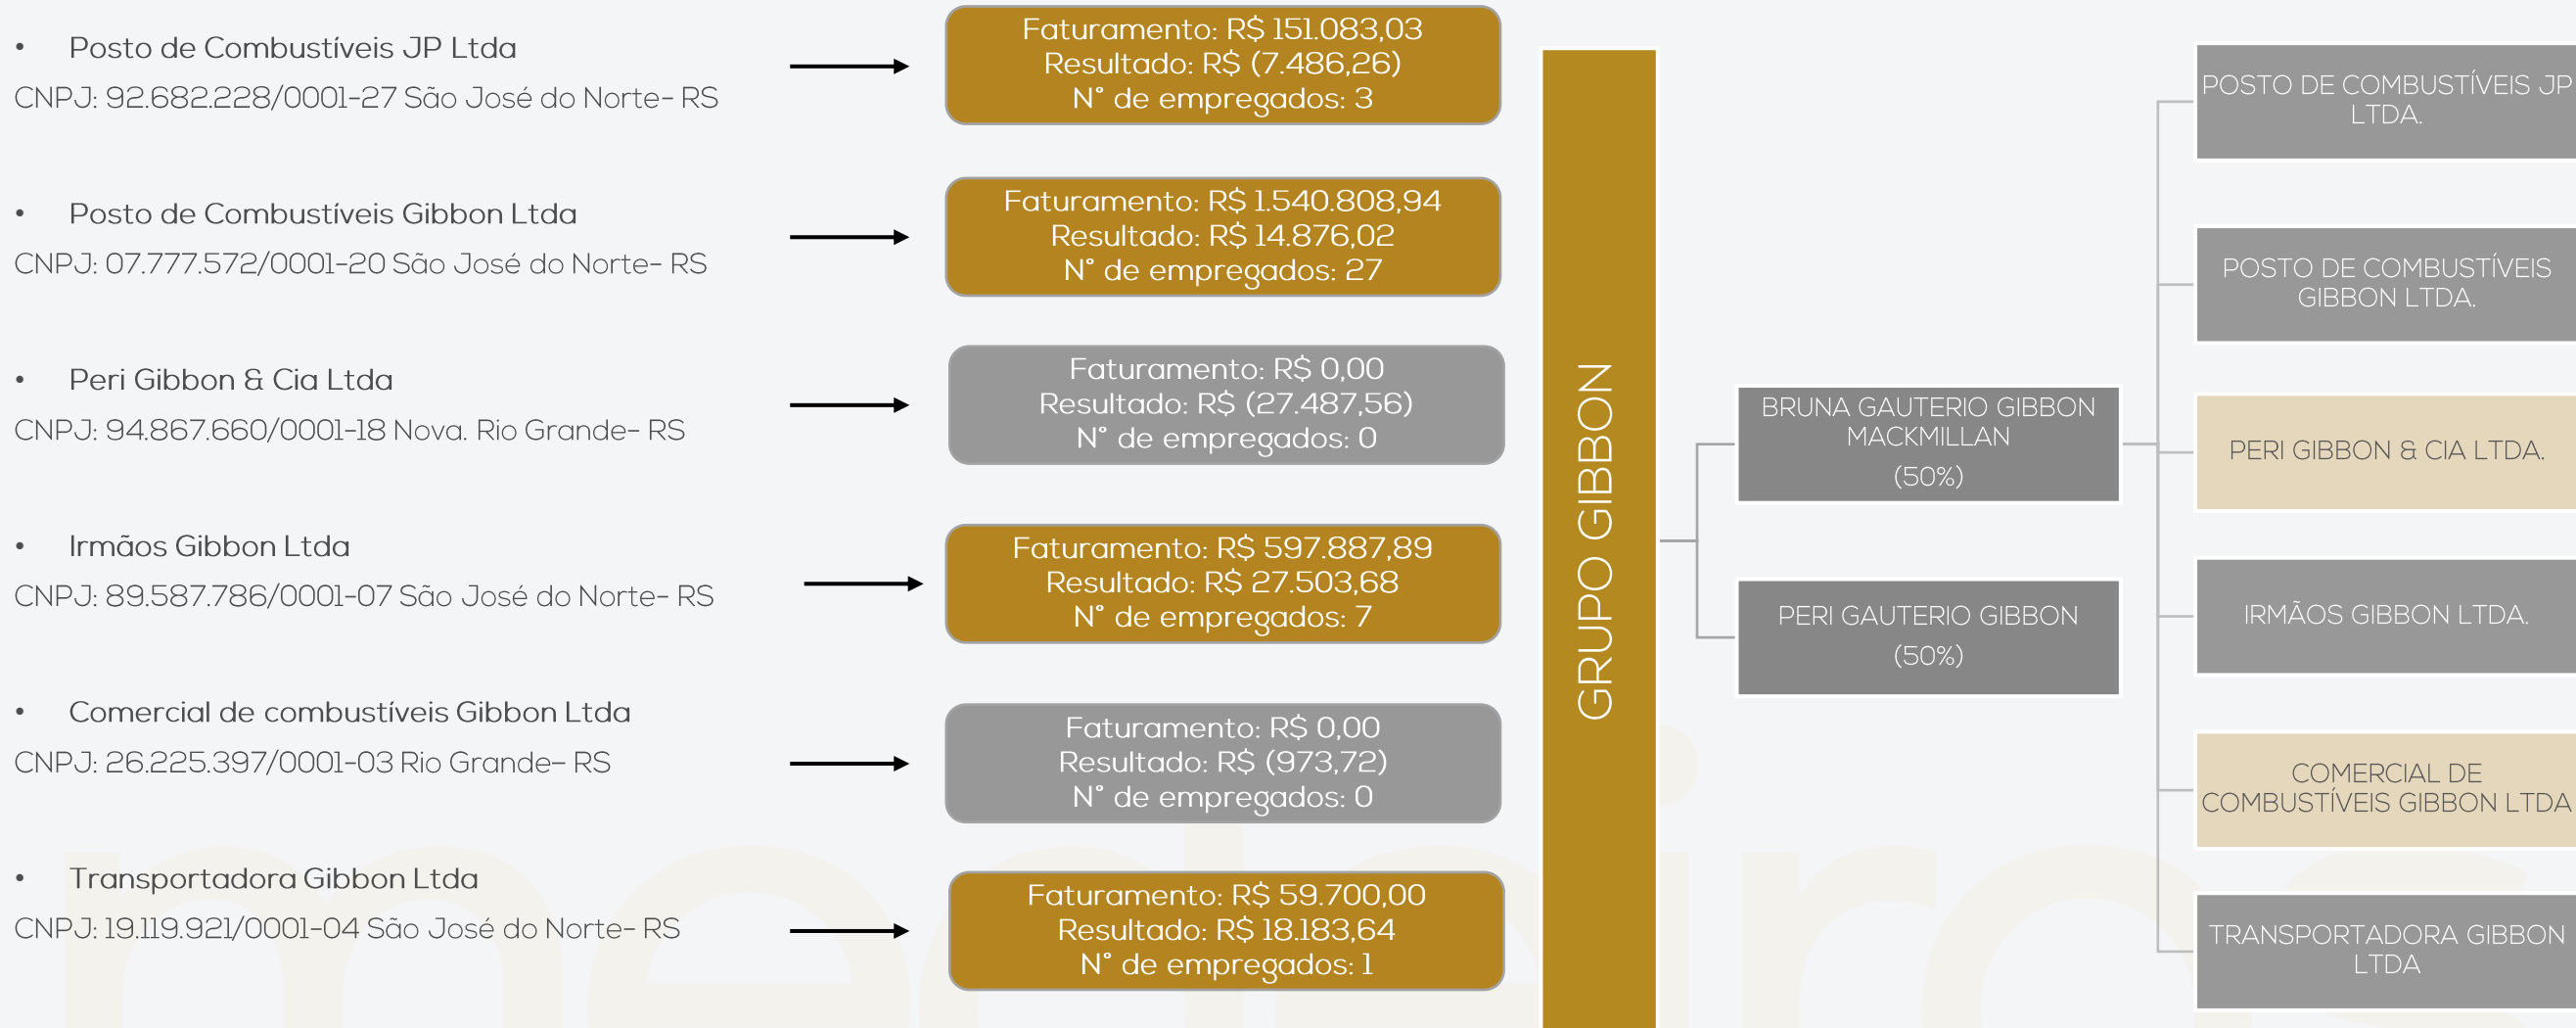 • Posto de Combustíveis JP Ltda
CNPJ: 92.682.228/0001-27 São José do Norte- RS
Faturamento: R$ 151.083,03
Resultado: R$ (7.486,26)
N° de empregados: 3
• Posto de Combustíveis Gibbon Ltda
CNPJ: 07.777.572/0001-20 São José do Norte- RS
Faturamento: R$ 1.540.808,94
Resultado: R$ 14.876,02
N° de empregados: 27
• Peri Gibbon & Cia Ltda
CNPJ: 94.867.660/0001-18 Nova. Rio Grande- RS
Faturamento: R$ 0,00
Resultado: R$ (27.487,56)
N° de empregados: 0
• Irmãos Gibbon Ltda
CNPJ: 89.587.786/0001-07 São José do Norte- RS
Faturamento: R$ 597.887,89
Resultado: R$ 27.503,68
N° de empregados: 7
• Comercial de combustíveis Gibbon Ltda
CNPJ: 26.225.397/0001-03 Rio Grande- RS
Faturamento: R$ 0,00
Resultado: R$ (973,72)
N° de empregados: 0
• Transportadora Gibbon Ltda
CNPJ: 19.119.921/0001-04 São José do Norte- RS
Faturamento: R$ 59.700,00
Resultado: R$ 18.183,64
N° de empregados: 1
GRUPO GIBBON
BRUNA GAUTERIO GIBBON
MACKMILLAN
(50%)
PERI GAUTERIO GIBBON
(50%)
POSTO DE COMBUSTÍVEIS JP
LTDA.
POSTO DE COMBUSTÍVEIS
GIBBON LTDA.
PERI GIBBON & CIA LTDA.
IRMÃOS GIBBON LTDA.
COMERCIAL DE
COMBUSTÍVEIS GIBBON LTDA
TRANSPORTADORA GIBBON
LTDA
medeiros